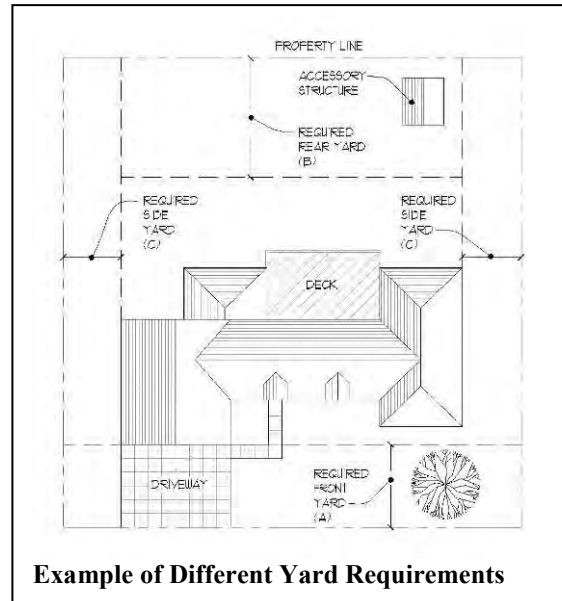 PROPERTY LINE
ACCESSORY
STRUCTURE
REQUIRED
REAR YARD
(B)
REQUIRED
SIDE
YARD
(C)
REQUIRED
SIDE
YARD
(C)
DECK
REQUIRED
FRONT
YARD
(A)
DRIVEWAY
Example of Different Yard Requirements